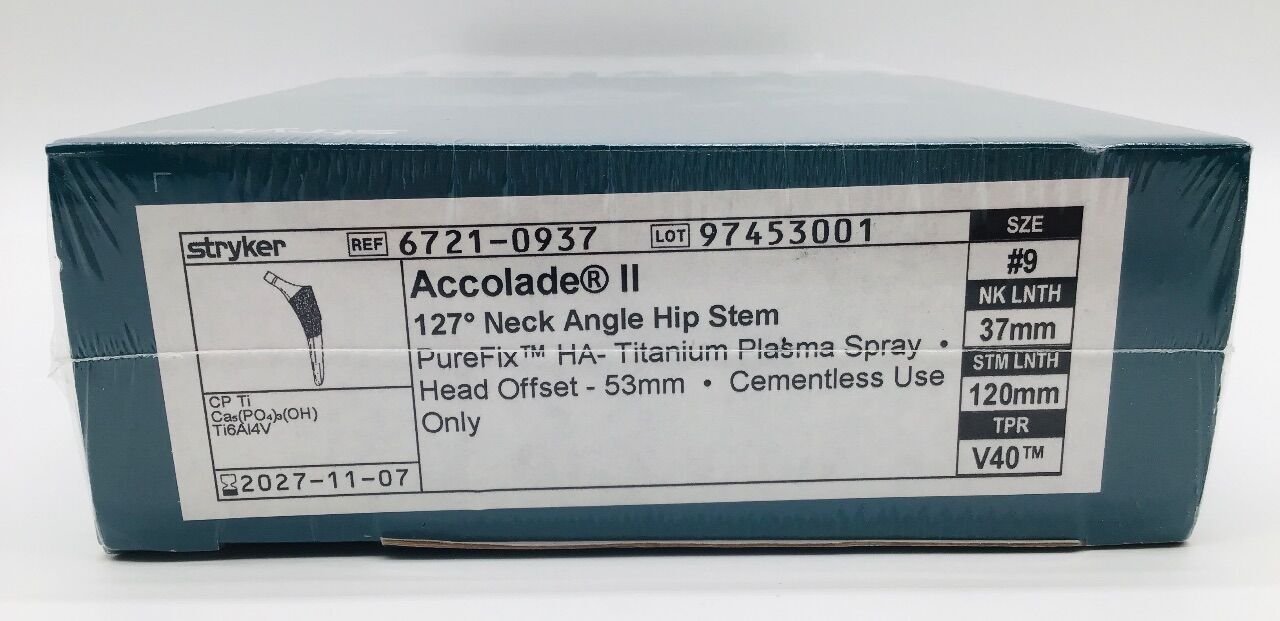 stryker REF 6721-0937 LOT 97453001
Accolade® II
127° Neck Angle Hip Stem
PureFix™ HA- Titanium Plasma Spray •
Head Offset - 53mm • Cementless Use
Only
CP Ti
Ca₅(PO₄)₃(OH)
Ti6Al4V
2027-11-07
SZE
#9
NK LNTH
37mm
STM LNTH
120mm
TPR
V40™